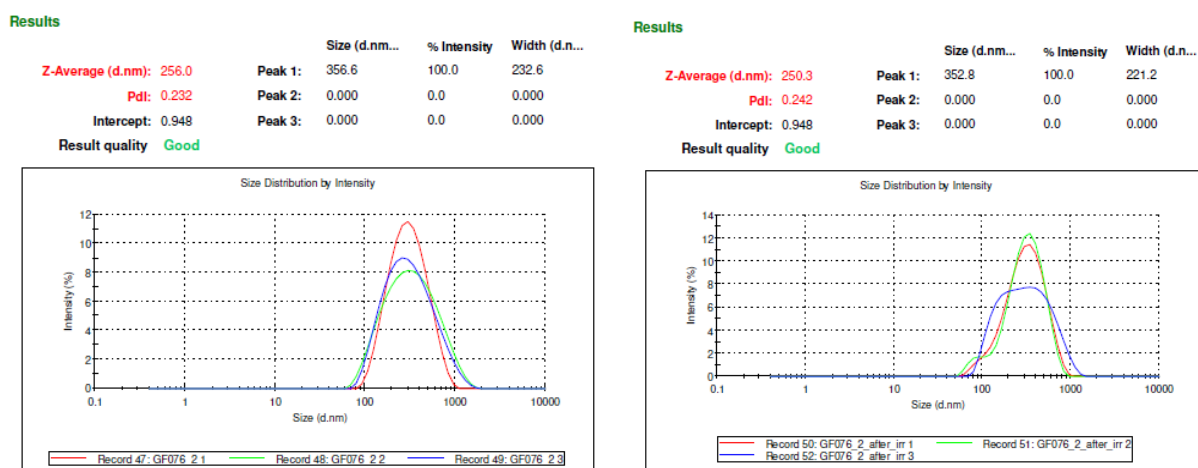 Results
Size (d.nm... % Intensity Width (d.n...
Z-Average (d.nm): 256.0 Peak 1: 356.6 100.0 232.6
PdI: 0.232 Peak 2: 0.000 0.0 0.000
Intercept: 0.948 Peak 3: 0.000 0.0 0.000
Result quality Good
Size Distribution by Intensity
12
10
8
6
4
2
0
Intensity (%)
0.1 1 10 100 1000 10000
Size (d.nm)
Record 47: GF076_2 1 Record 48: GF076_2 2 Record 49: GF076_2 3
Results
Size (d.nm... % Intensity Width (d.n...
Z-Average (d.nm): 250.3 Peak 1: 352.8 100.0 221.2
PdI: 0.242 Peak 2: 0.000 0.0 0.000
Intercept: 0.948 Peak 3: 0.000 0.0 0.000
Result quality Good
Size Distribution by Intensity
14
12
10
8
6
4
2
0
Intensity (%)
0.1 1 10 100 1000 10000
Size (d.nm)
Record 50: GF076_2_after_irr 1 Record 51: GF076_2_after_irr 2
Record 52: GF076_2_after_irr 3